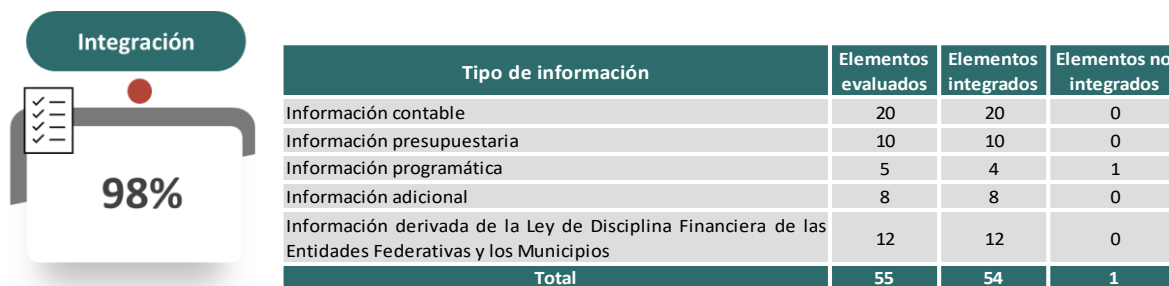 Integración
98%
Tipo de información Elementos evaluados Elementos integrados Elementos no integrados
Información contable 20 20 0
Información presupuestaria 10 10 0
Información programática 5 4 1
Información adicional 8 8 0
Información derivada de la Ley de Disciplina Financiera de las
Entidades Federativas y los Municipios 12 12 0
Total 55 54 1